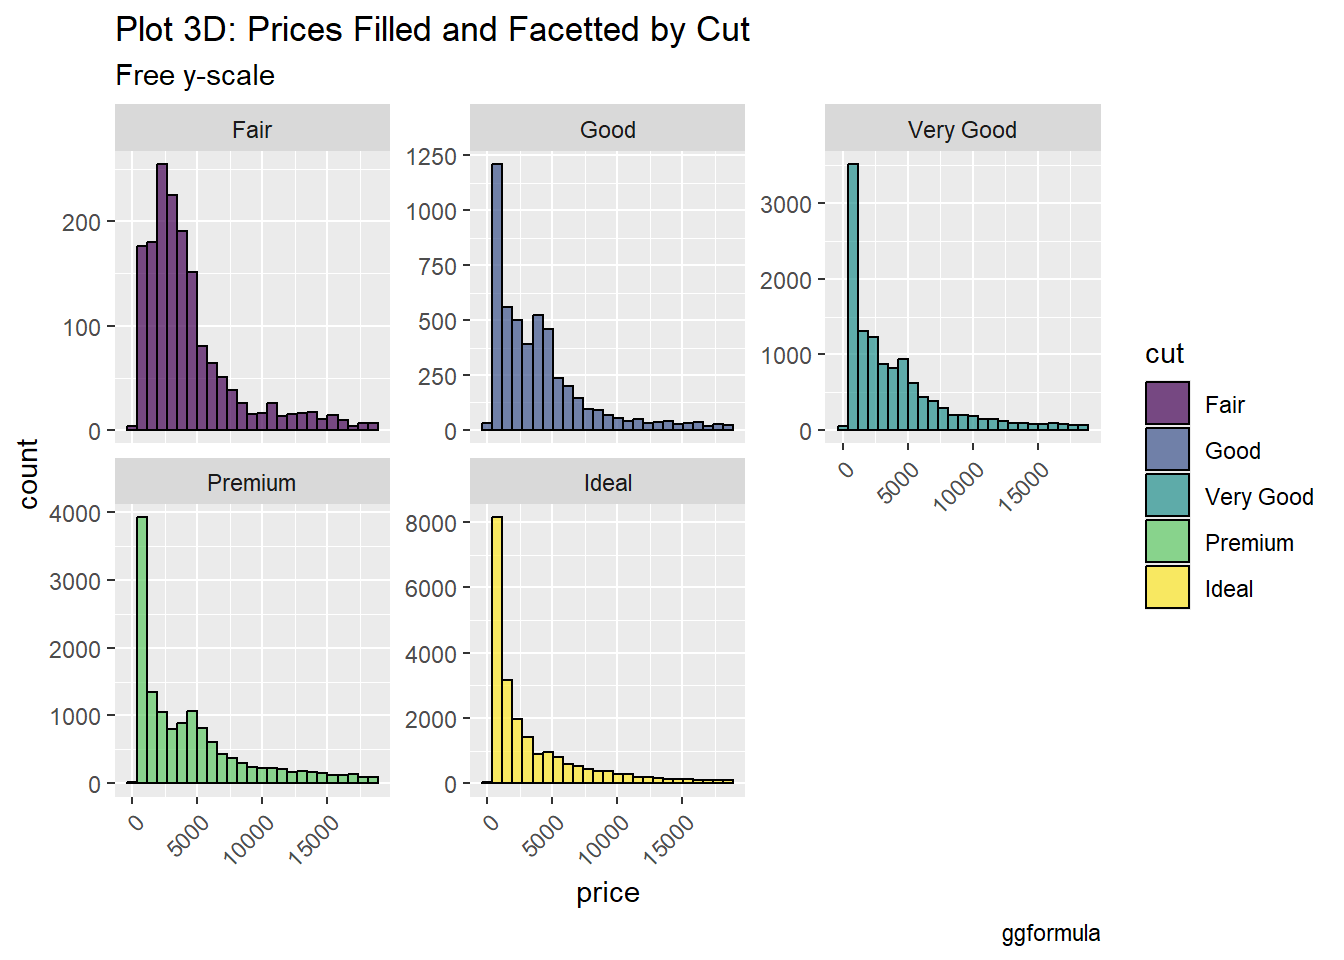 Plot 3D: Prices Filled and Facetted by Cut
Free y-scale
Fair
Good
Very Good
200
100
0
1250
1000
750
500
250
0
3000
2000
1000
0
0
5000
10000
15000
count
Premium
Ideal
4000
3000
2000
1000
0
8000
6000
4000
2000
0
0
5000
10000
15000
0
5000
10000
15000
price
cut
Fair
Good
Very Good
Premium
Ideal
ggformula